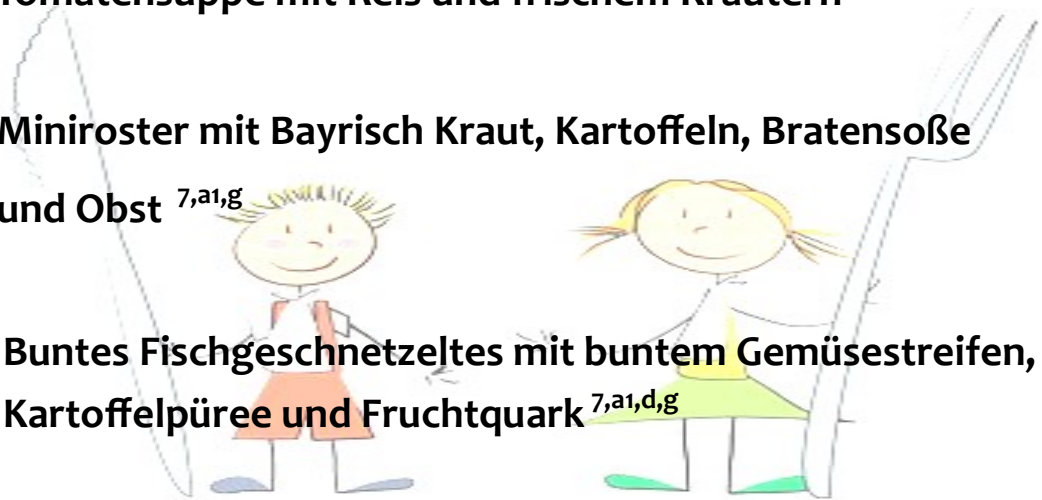 Tomatensuppe mit Reis und frischem Kräutern
Miniroster mit Bayrisch Kraut, Kartoffeln, Bratensoße
und Obst 7,a1,g
Buntes Fischgeschnetzeltes mit buntem Gemüsestreifen,
Kartoffelpüree und Fruchtquark 7,a1,d,g